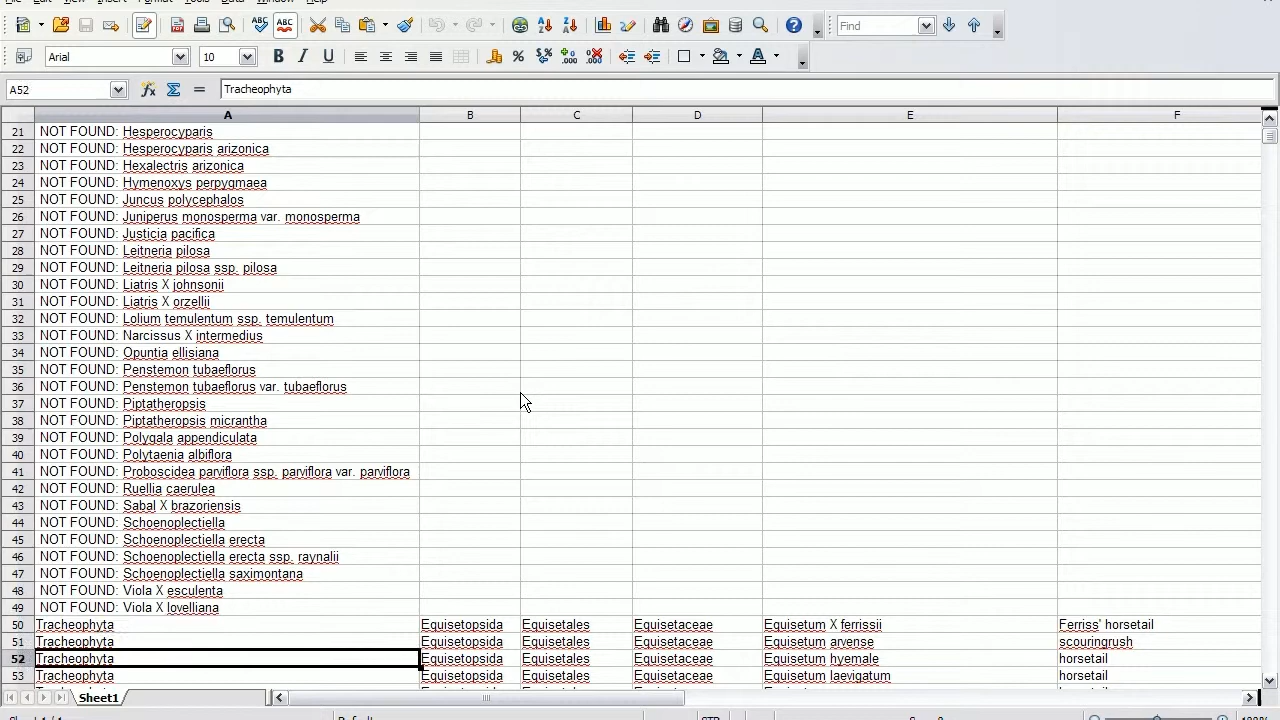 Find
Arial 10
A52 Tracheophyta
A B C D E F
21 NOT FOUND: Hesperocyparis
22 NOT FOUND: Hesperocyparis arizonica
23 NOT FOUND: Hexalectris arizonica
24 NOT FOUND: Hymenoxys perpygmaea
25 NOT FOUND: Juncus polycephalos
26 NOT FOUND: Juniperus monosperma var. monosperma
27 NOT FOUND: Justicia pacifica
28 NOT FOUND: Leitneria pilosa
29 NOT FOUND: Leitneria pilosa ssp. pilosa
30 NOT FOUND: Liatris X johnsonii
31 NOT FOUND: Liatris X orzellii
32 NOT FOUND: Lolium temulentum ssp. temulentum
33 NOT FOUND: Narcissus X intermedius
34 NOT FOUND: Opuntia ellisiana
35 NOT FOUND: Penstemon tubaeflorus
36 NOT FOUND: Penstemon tubaeflorus var. tubaeflorus
37 NOT FOUND: Piptatheropsis
38 NOT FOUND: Piptatheropsis micrantha
39 NOT FOUND: Polygala appendiculata
40 NOT FOUND: Polytaenia albiflora
41 NOT FOUND: Proboscidea parviflora ssp. parviflora var. parviflora
42 NOT FOUND: Ruellia caerulea
43 NOT FOUND: Sabal X brazoriensis
44 NOT FOUND: Schoenoplectiella
45 NOT FOUND: Schoenoplectiella erecta
46 NOT FOUND: Schoenoplectiella erecta ssp. raynalii
47 NOT FOUND: Schoenoplectiella saximontana
48 NOT FOUND: Viola X esculenta
49 NOT FOUND: Viola X lovelliana
50 Tracheophyta Equisetopsida Equisetales Equisetaceae Equisetum X ferrissii Ferriss' horsetail
51 Tracheophyta Equisetopsida Equisetales Equisetaceae Equisetum arvense scouringrush
52 Tracheophyta Equisetopsida Equisetales Equisetaceae Equisetum hyemale horsetail
53 Tracheophyta Equisetopsida Equisetales Equisetaceae Equisetum laevigatum horsetail
Sheet1